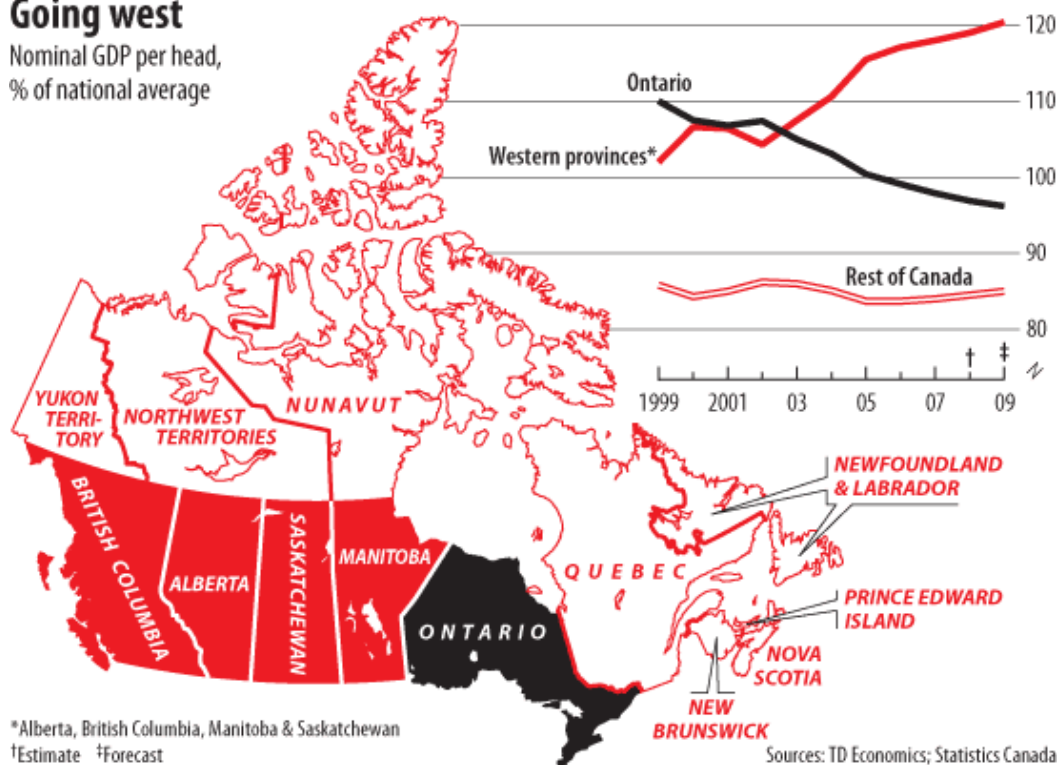 Going west
Nominal GDP per head,
% of national average
120
Ontario
110
Western provinces*
100
90
Rest of Canada
80
† ‡
1999 2001 03 05 07 09
YUKON
TERRI-
TORY
NORTHWEST
TERRITORIES
NUNAVUT
BRITISH COLUMBIA
ALBERTA
SASKATCHEWAN
MANITOBA
ONTARIO
QUEBEC
NEWFOUNDLAND
& LABRADOR
PRINCE EDWARD
ISLAND
NOVA
SCOTIA
NEW
BRUNSWICK
*Alberta, British Columbia, Manitoba & Saskatchewan
†Estimate ‡Forecast
Sources: TD Economics; Statistics Canada